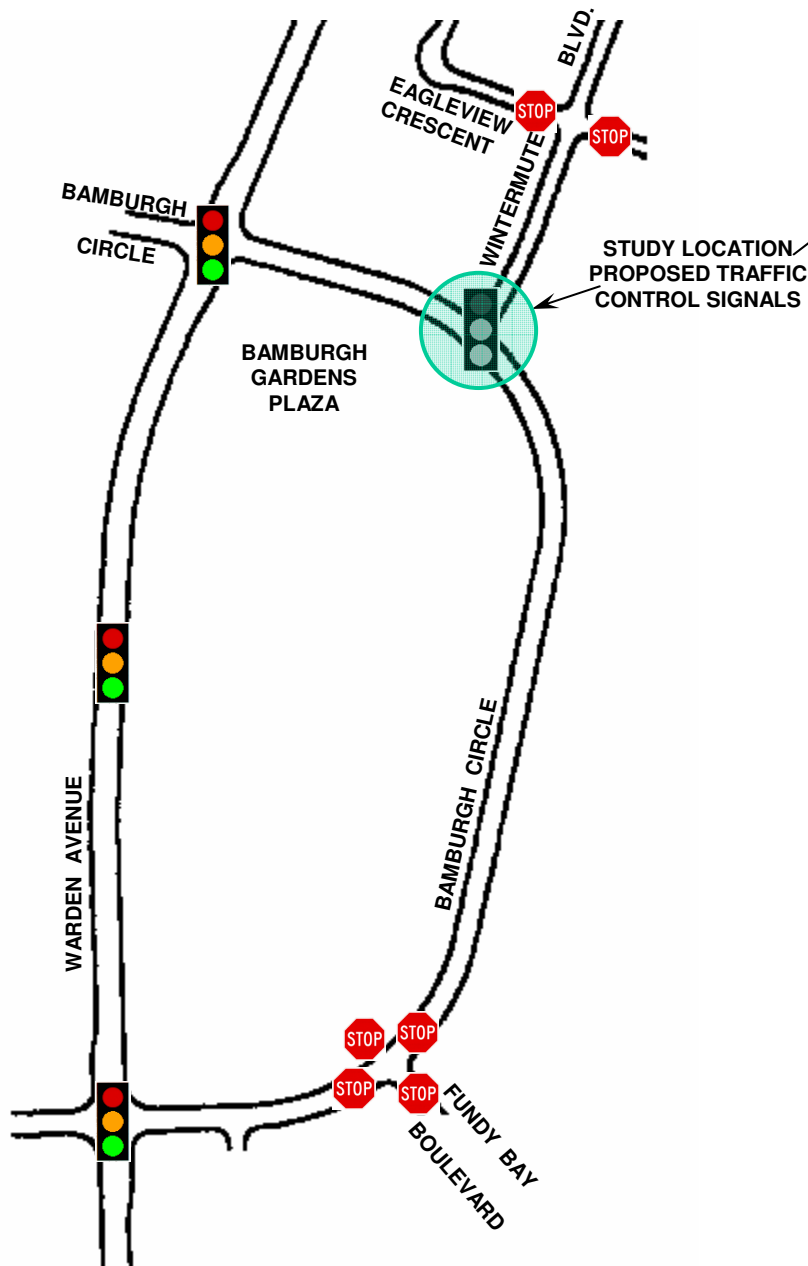 BLVD.
EAGLEVIEW
CRESCENT
STOP
STOP
WINTERMUTE
BAMBURGH
CIRCLE
STUDY LOCATION
PROPOSED TRAFFIC
CONTROL SIGNALS
BAMBURGH
GARDENS
PLAZA
BAMBURGH CIRCLE
WARDEN AVENUE
STOP
STOP
STOP
STOP
FUNDY BAY
BOULEVARD